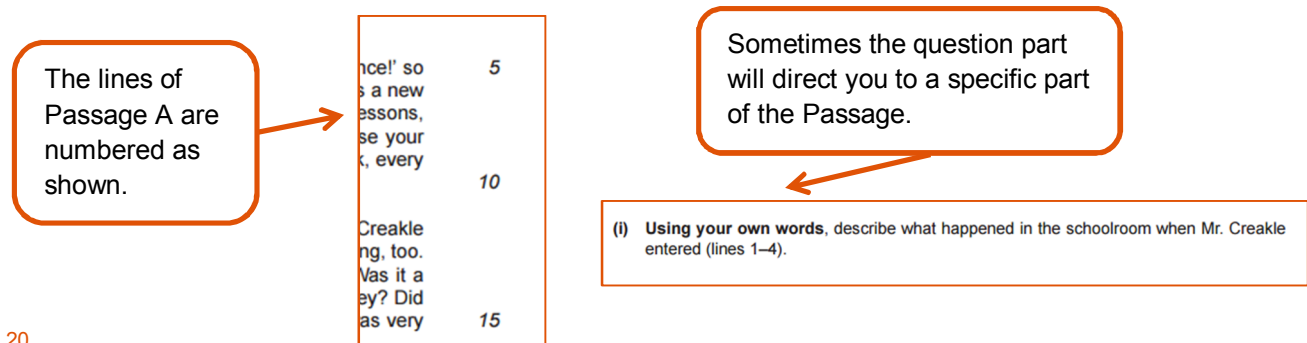 The lines of
Passage A are
numbered as
shown.
nce!' so 5
s a new
essons,
se your
, every
10
Creakle
ng, too.
Was it a
ey? Did
as very 15
Sometimes the question part
will direct you to a specific part
of the Passage.
(i) Using your own words, describe what happened in the schoolroom when Mr. Creakle
entered (lines 1–4).
20